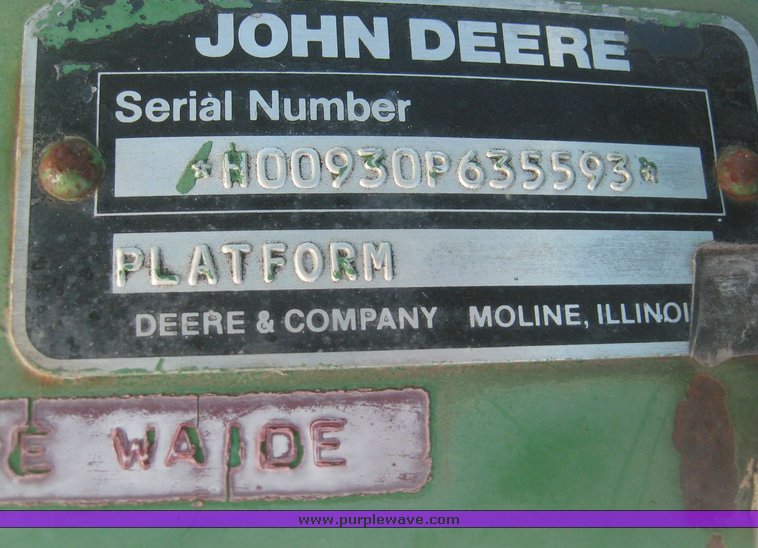 JOHN DEERE
Serial Number
*H00930P635593*
PLATFORM
DEERE & COMPANY MOLINE, ILLINOI
E WAIDE
www.purplewave.com